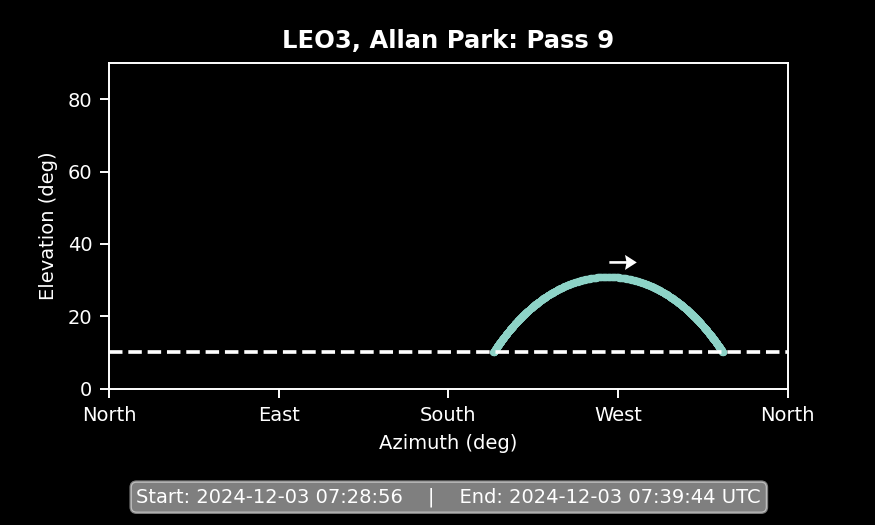 LEO3, Allan Park: Pass 9
Elevation (deg)
80
60
40
20
0
North East South West North
Azimuth (deg)
Start: 2024-12-03 07:28:56 | End: 2024-12-03 07:39:44 UTC